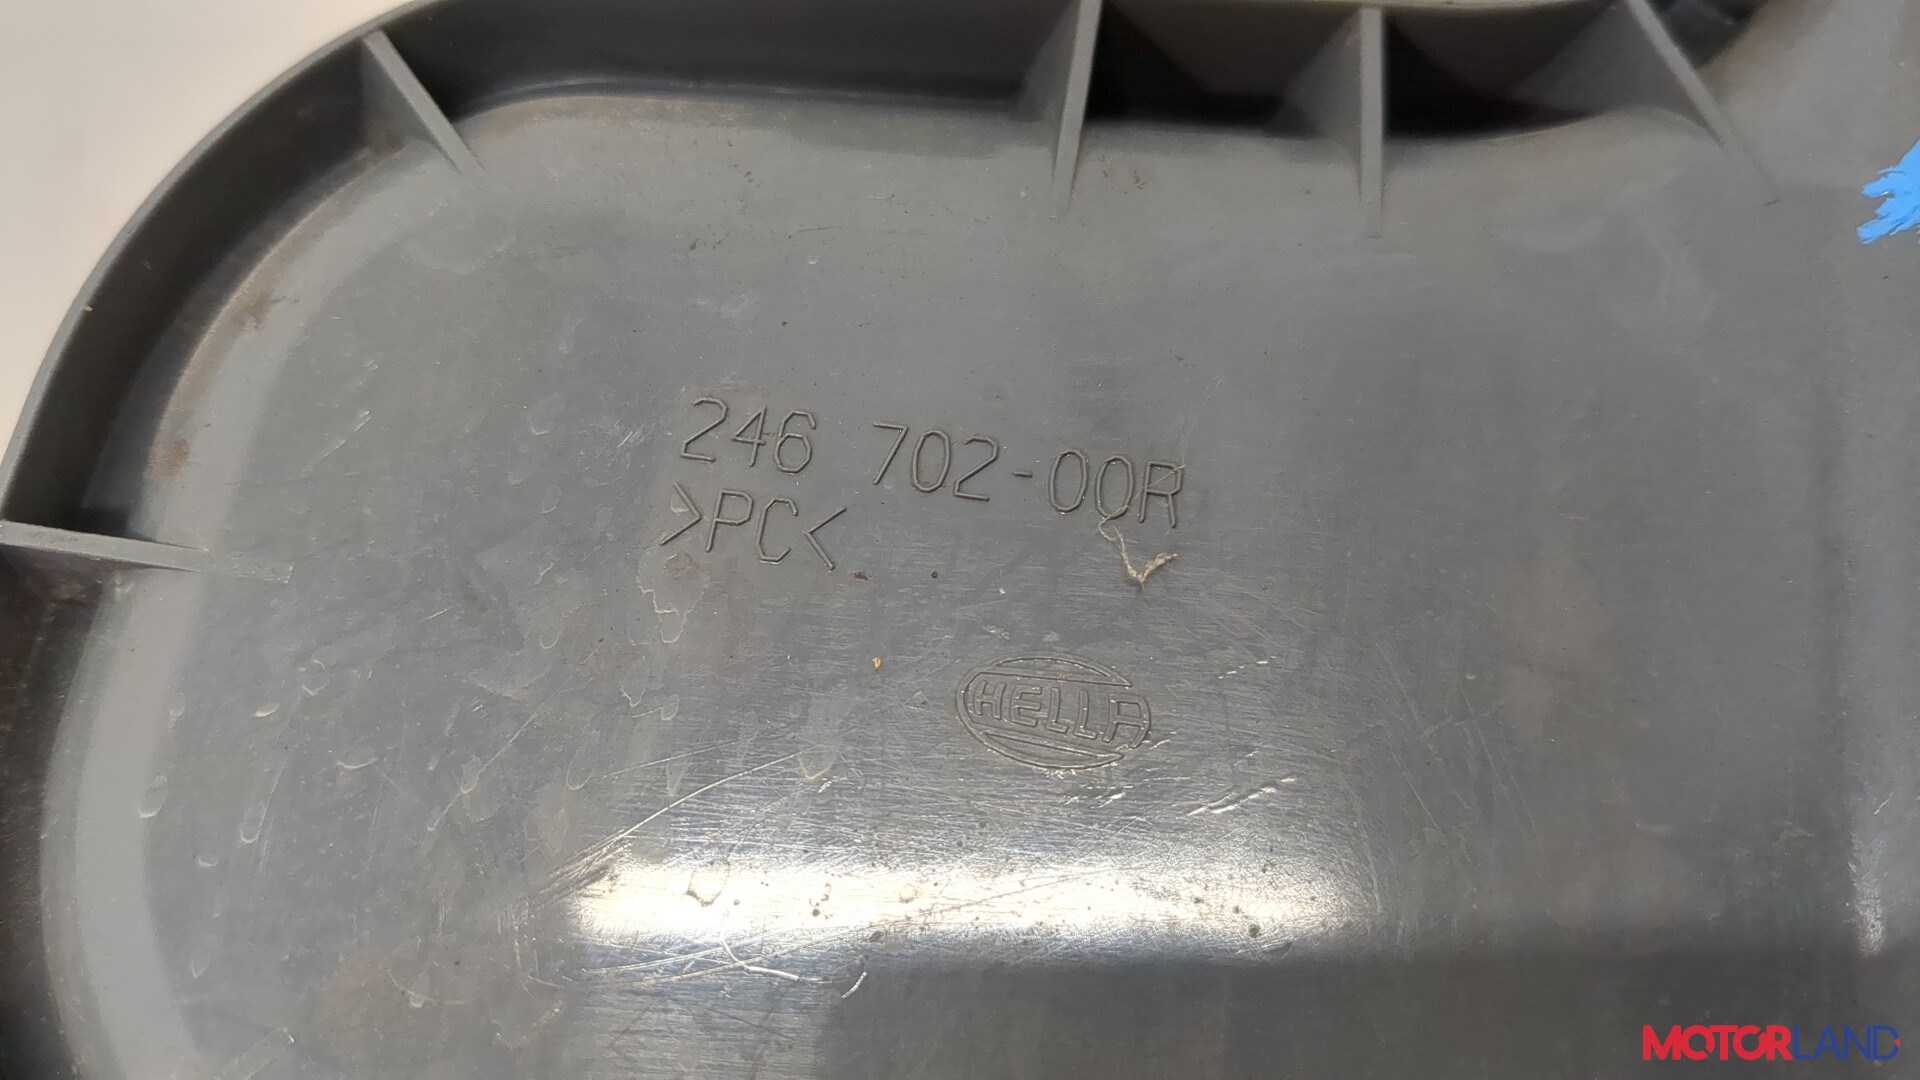 246 702-00R
>PC<
HELLA
MOTORLAND